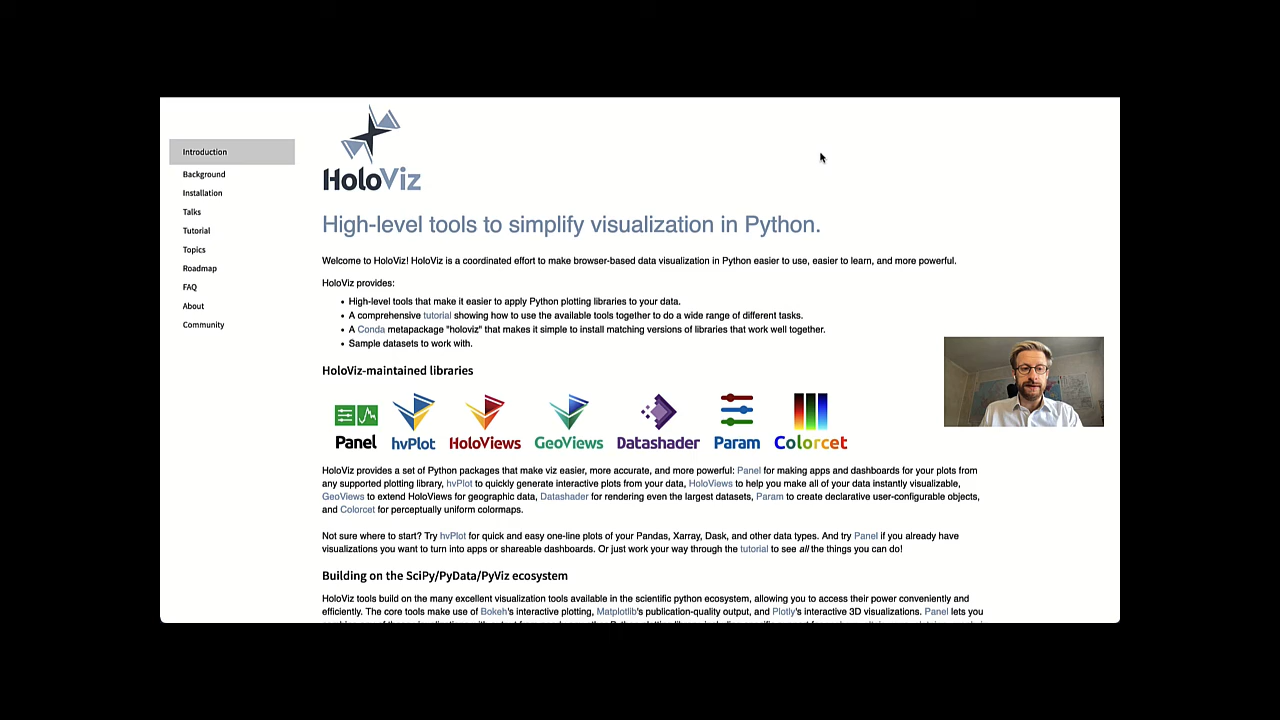 Introduction
Background
Installation
Talks
Tutorial
Topics
Roadmap
FAQ
About
Community
HoloViz
High-level tools to simplify visualization in Python.
Welcome to HoloViz! HoloViz is a coordinated effort to make browser-based data visualization in Python easier to use, easier to learn, and more powerful.
HoloViz provides:
• High-level tools that make it easier to apply Python plotting libraries to your data.
• A comprehensive tutorial showing how to use the available tools together to do a wide range of different tasks.
• A Conda metapackage "holoviz" that makes it simple to install matching versions of libraries that work well together.
• Sample datasets to work with.
HoloViz-maintained libraries
Panel hvPlot HoloViews GeoViews Datashader Param Colorcet
HoloViz provides a set of Python packages that make viz easier, more accurate, and more powerful: Panel for making apps and dashboards for your plots from
any supported plotting library, hvPlot to quickly generate interactive plots from your data, HoloViews to help you make all of your data instantly visualizable,
GeoViews to extend HoloViews for geographic data, Datashader for rendering even the largest datasets, Param to create declarative user-configurable objects,
and Colorcet for perceptually uniform colormaps.
Not sure where to start? Try hvPlot for quick and easy one-line plots of your Pandas, Xarray, Dask, and other data types. And try Panel if you already have
visualizations you want to turn into apps or shareable dashboards. Or just work your way through the tutorial to see all the things you can do!
Building on the SciPy/PyData/PyViz ecosystem
HoloViz tools build on the many excellent visualization tools available in the scientific python ecosystem, allowing you to access their power conveniently and
efficiently. The core tools make use of Bokeh's interactive plotting, Matplotlib's publication-quality output, and Plotly's interactive 3D visualizations. Panel lets you